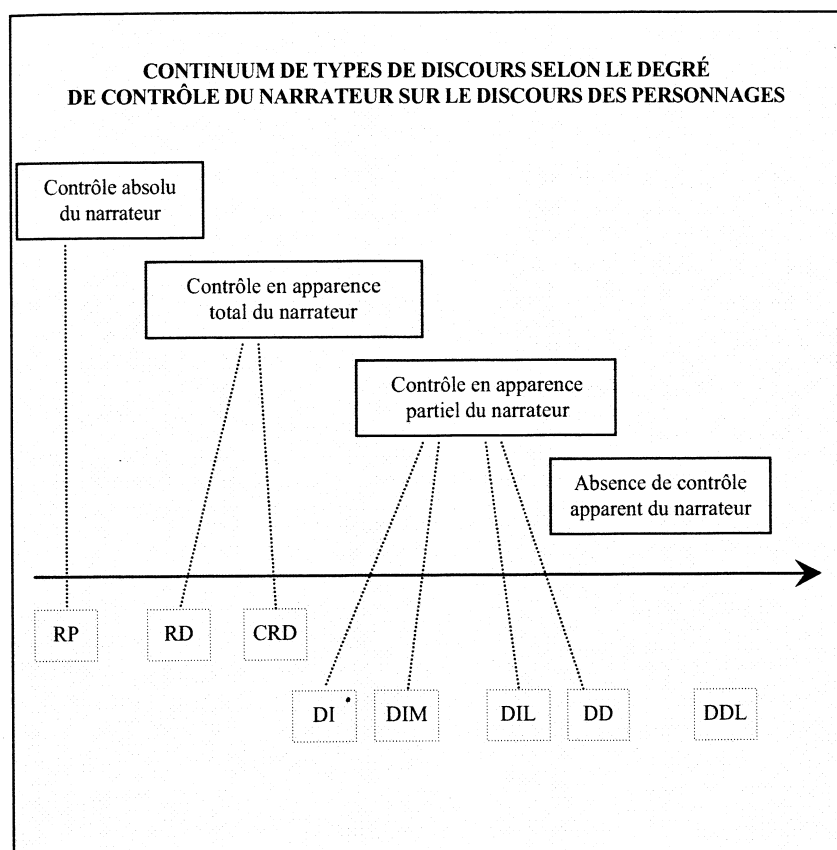 CONTINUUM DE TYPES DE DISCOURS SELON LE DEGRÉ
DE CONTRÔLE DU NARRATEUR SUR LE DISCOURS DES PERSONNAGES
Contrôle absolu
du narrateur
Contrôle en apparence
total du narrateur
Contrôle en apparence
partiel du narrateur
Absence de contrôle
apparent du narrateur
RP
RD
CRD
DI
DIM
DIL
DD
DDL